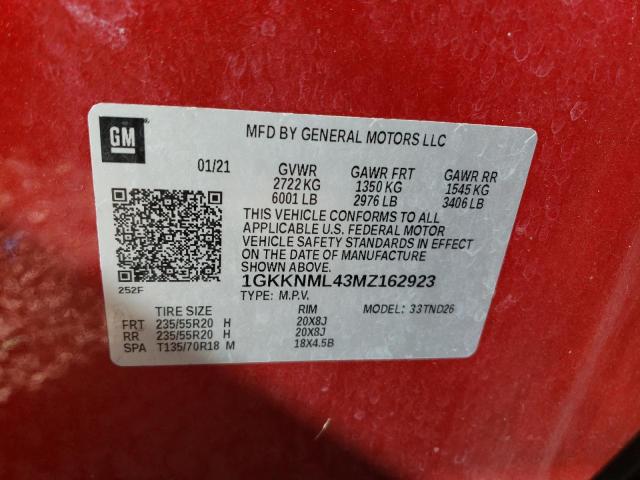 GM
MFD BY GENERAL MOTORS LLC
01/21 GVWR GAWR FRT GAWR RR
2722 KG 1350 KG 1545 KG
6001 LB 2976 LB 3406 LB
THIS VEHICLE CONFORMS TO ALL
APPLICABLE U.S. FEDERAL MOTOR
VEHICLE SAFETY STANDARDS IN EFFECT
ON THE DATE OF MANUFACTURE
SHOWN ABOVE.
1GKKNML43MZ162923
252F
TYPE: M.P.V.
TIRE SIZE RIM MODEL: 33TND26
FRT 235/55R20 H 20X8J
RR 235/55R20 H 20X8J
SPA T135/70R18 M 18X4.5B